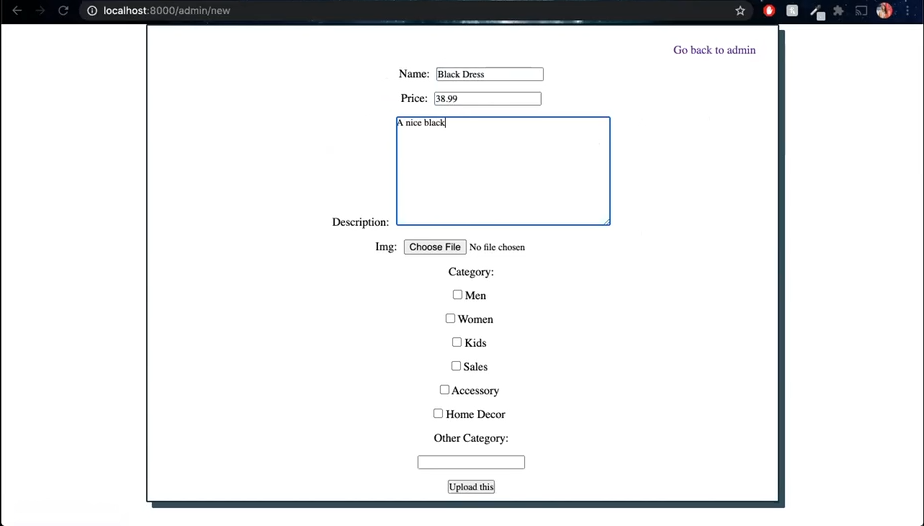 localhost:8000/admin/new
Go back to admin
Name: Black Dress
Price: 38.99
A nice black
Description:
Img: Choose File No file chosen
Category:
Men
Women
Kids
Sales
Accessory
Home Decor
Other Category:
Upload this